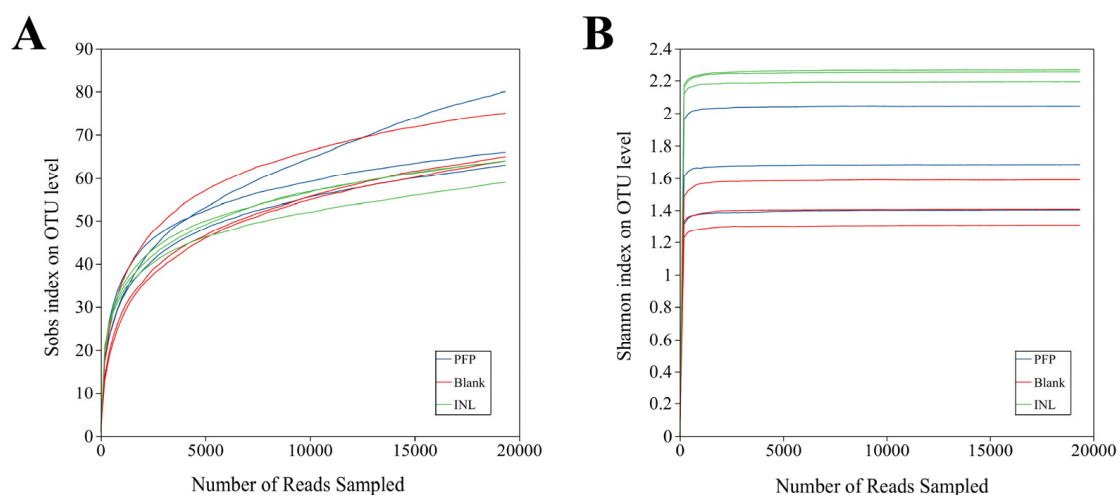 A
Sobs index on OTU level
90
80
70
60
50
40
30
20
10
0
0 5000 10000 15000 20000
Number of Reads Sampled
PFP
Blank
INL
B
Shannon index on OTU level
2.4
2.2
2
1.8
1.6
1.4
1.2
1
0.8
0.6
0.4
0.2
0
0 5000 10000 15000 20000
Number of Reads Sampled
PFP
Blank
INL